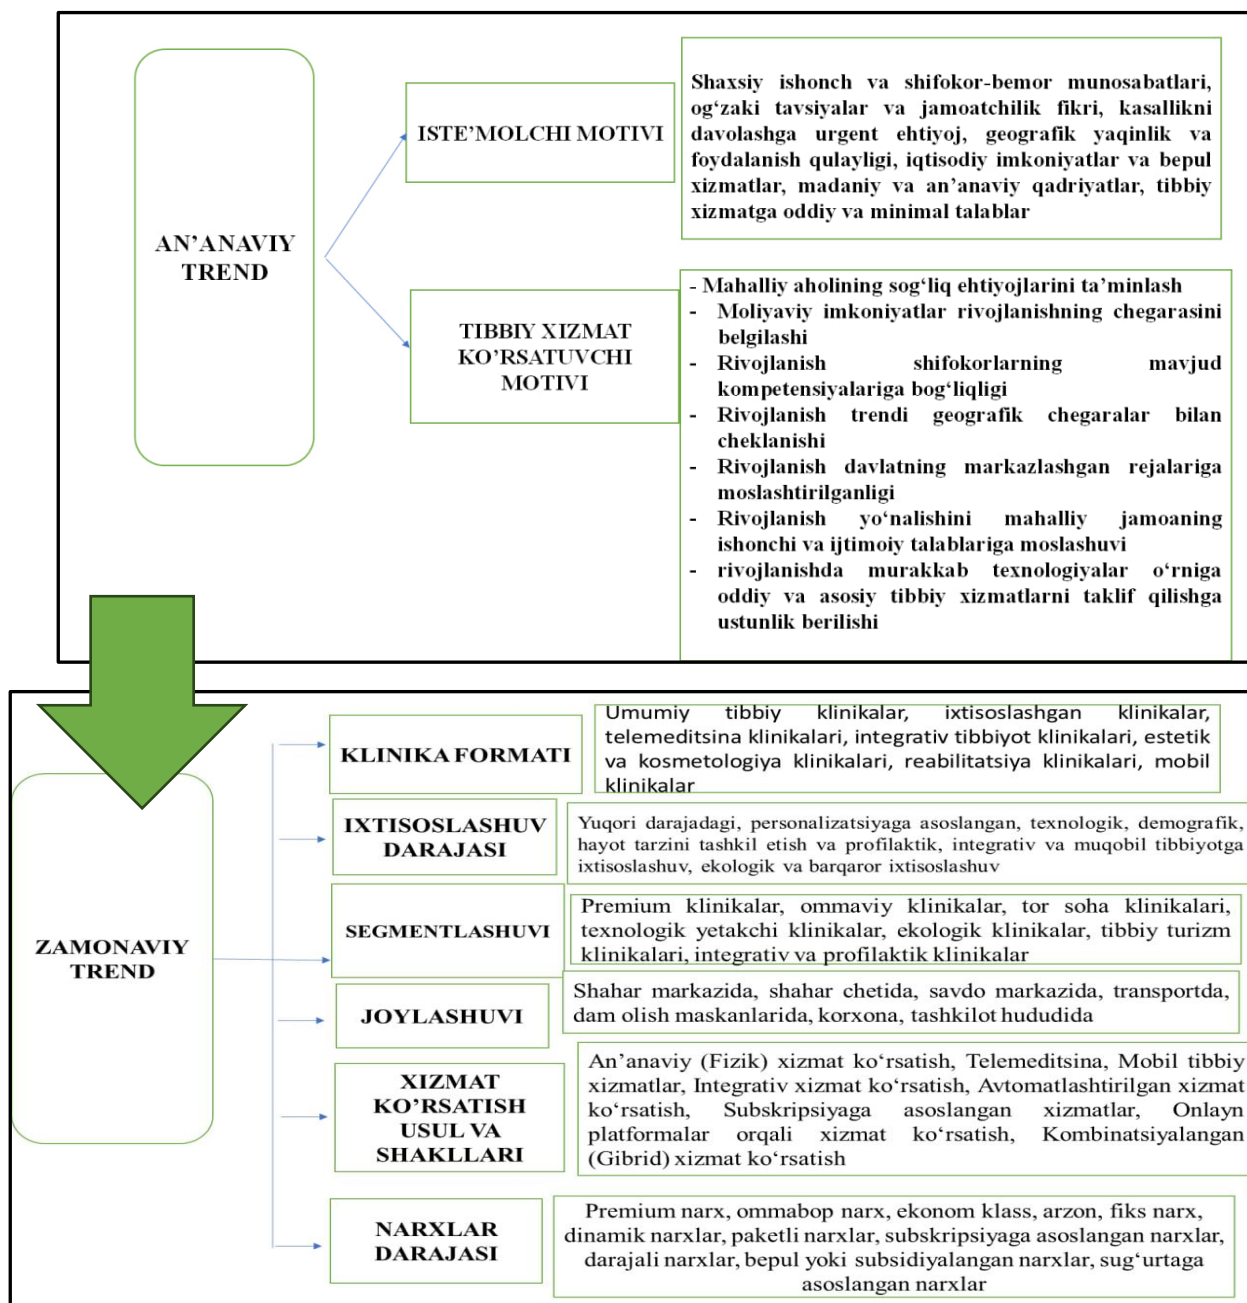 AN’ANAVIY
TREND
ISTE’MOLCHI MOTIVI
Shaxsiy ishonch va shifokor-bemor munosabatlari,
og‘zaki tavsiyalar va jamoatchilik fikri, kasallikni
davolashga urgent ehtiyoj, geografik yaqinlik va
foydalanish qulayligi, iqtisodiy imkoniyatlar va bepul
xizmatlar, madaniy va an’anaviy qadriyatlar, tibbiy
xizmatga oddiy va minimal talablar
TIBBIY XIZMAT
KO’RSATUVCHI
MOTIVI
- Mahalliy aholining sog‘liq ehtiyojlarini ta’minlash
- Moliyaviy imkoniyatlar rivojlanishning chegarasini
belgilashi
- Rivojlanish shifokorlarning mavjud
kompetensiyalariga bog‘liqligi
- Rivojlanish trendi geografik chegaralar bilan
cheklanishi
- Rivojlanish davlatning markazlashgan rejalariga
moslashtirilganligi
- Rivojlanish yo‘nalishini mahalliy jamoaning
ishonchi va ijtimoiy talablariga moslashuvi
- rivojlanishda murakkab texnologiyalar o‘rniga
oddiy va asosiy tibbiy xizmatlarni taklif qilishga
ustunlik berilishi
ZAMONAVIY
TREND
KLINIKA FORMATI
Umumiy tibbiy klinikalar, ixtisoslashgan klinikalar,
telemeditsina klinikalari, integrativ tibbiyot klinikalari, estetik
va kosmetologiya klinikalari, reabilitatsiya klinikalari, mobil
klinikalar
IXTISOSLASHUV
DARAJASI
Yuqori darajadagi, personalizatsiyaga asoslangan, texnologik, demografik,
hayot tarzini tashkil etish va profilaktik, integrativ va muqobil tibbiyotga
ixtisoslashuv, ekologik va barqaror ixtisoslashuv
SEGMENTLASHUVI
Premium klinikalar, ommaviy klinikalar, tor soha klinikalari,
texnologik yetakchi klinikalar, ekologik klinikalar, tibbiy turizm
klinikalari, integrativ va profilaktik klinikalar
JOYLASHUVI
Shahar markazida, shahar chetida, savdo markazida, transportda,
dam olish maskanlarida, korxona, tashkilot hududida
XIZMAT
KO’RSATISH
USUL VA
SHAKLLARI
An’anaviy (Fizik) xizmat ko‘rsatish, Telemeditsina, Mobil tibbiy
xizmatlar, Integrativ xizmat ko‘rsatish, Avtomatlashtirilgan xizmat
ko‘rsatish, Subskripsiyaga asoslangan xizmatlar, Onlayn
platformalar orqali xizmat ko‘rsatish, Kombinatsiyalangan
(Gibrid) xizmat ko‘rsatish
NARXLAR
DARAJASI
Premium narx, ommabop narx, ekonom klass, arzon, fiks narx,
dinamik narxlar, paketli narxlar, subskripsiyaga asoslangan narxlar,
darajali narxlar, bepul yoki subsidiyalangan narxlar, sug‘urtaga
asoslangan narxlar